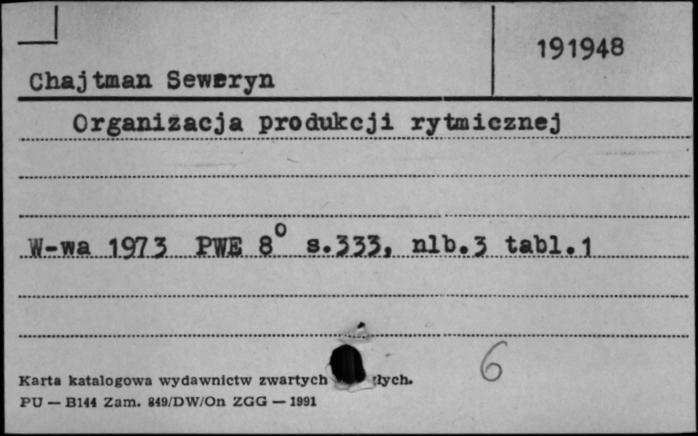 191948
Chajtman Seweryn
Organizacja produkcji rytmicznej
W-wa 1973 PWE 8° s.333, nlb.3 tabl.1
6
Karta katalogowa wydawnictw zwartych
PU — B144 Zam. 849/DW/On ZGG — 1991